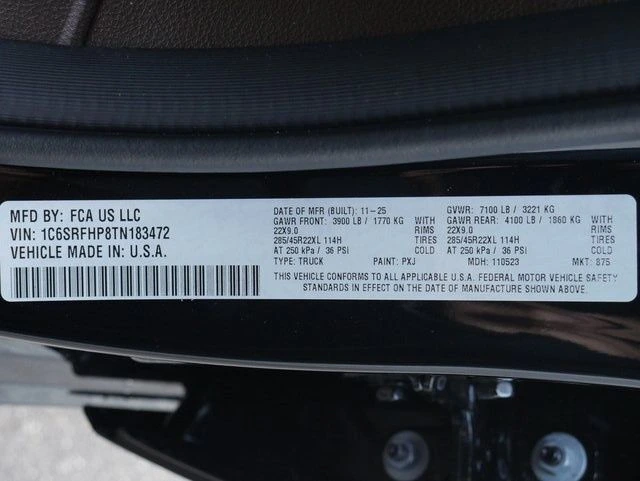 MFD BY: FCA US LLC
VIN: 1C6SRFHP8TN183472
VEHICLE MADE IN: U.S.A.
DATE OF MFR (BUILT): 11-25
GAWR FRONT: 3900 LB / 1770 KG WITH
22X9.0 RIMS
285/45R22XL 114H TIRES
AT 250 kPa / 36 PSI COLD
TYPE: TRUCK PAINT: PXJ
GVWR: 7100 LB / 3221 KG
GAWR REAR: 4100 LB / 1860 KG WITH
22X9.0 RIMS
285/45R22XL 114H TIRES
AT 250 kPa / 36 PSI COLD
MDH: 110523 MKT: 875
THIS VEHICLE CONFORMS TO ALL APPLICABLE U.S.A. FEDERAL MOTOR VEHICLE SAFETY
STANDARDS IN EFFECT ON THE DATE OF MANUFACTURE SHOWN ABOVE.